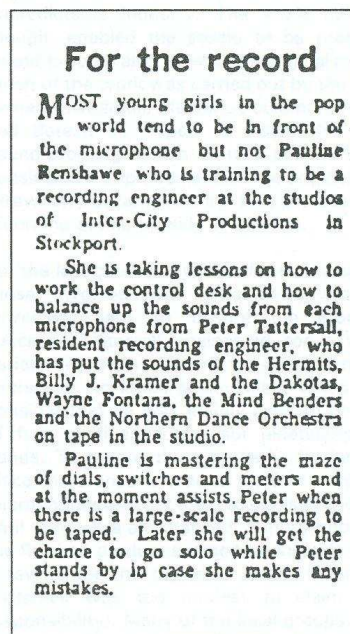 For the record
MOST young girls in the pop
world tend to be in front of
the microphone but not Pauline
Renshawe who is training to be a
recording engineer at the studios
of Inter-City Productions in
Stockport.
She is taking lessons on how to
work the control desk and how to
balance up the sounds from each
microphone from Peter Tattersall,
resident recording engineer, who
has put the sounds of the Hermits,
Billy J. Kramer and the Dakotas,
Wayne Fontana, the Mind Benders
and the Northern Dance Orchestra
on tape in the studio.
Pauline is mastering the maze
of dials, switches and meters and
at the moment assists. Peter when
there is a large-scale recording to
be taped. Later she will get the
chance to go solo while Peter
stands by in case she makes any
mistakes.